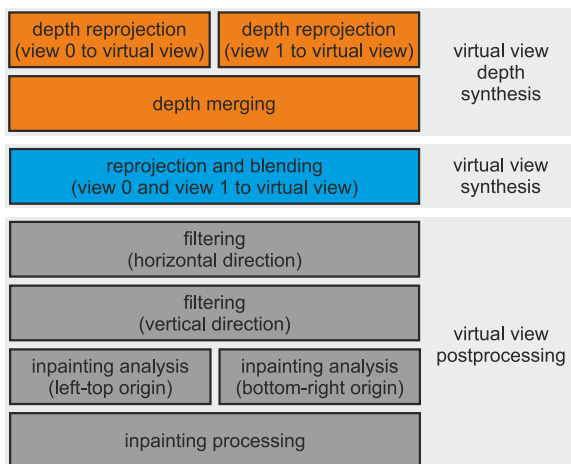 depth reprojection
(view 0 to virtual view)
depth reprojection
(view 1 to virtual view)
depth merging
virtual view
depth
synthesis
reprojection and blending
(view 0 and view 1 to virtual view)
virtual view
synthesis
filtering
(horizontal direction)
filtering
(vertical direction)
inpainting analysis
(left-top origin)
inpainting analysis
(bottom-right origin)
inpainting processing
virtual view
postprocessing